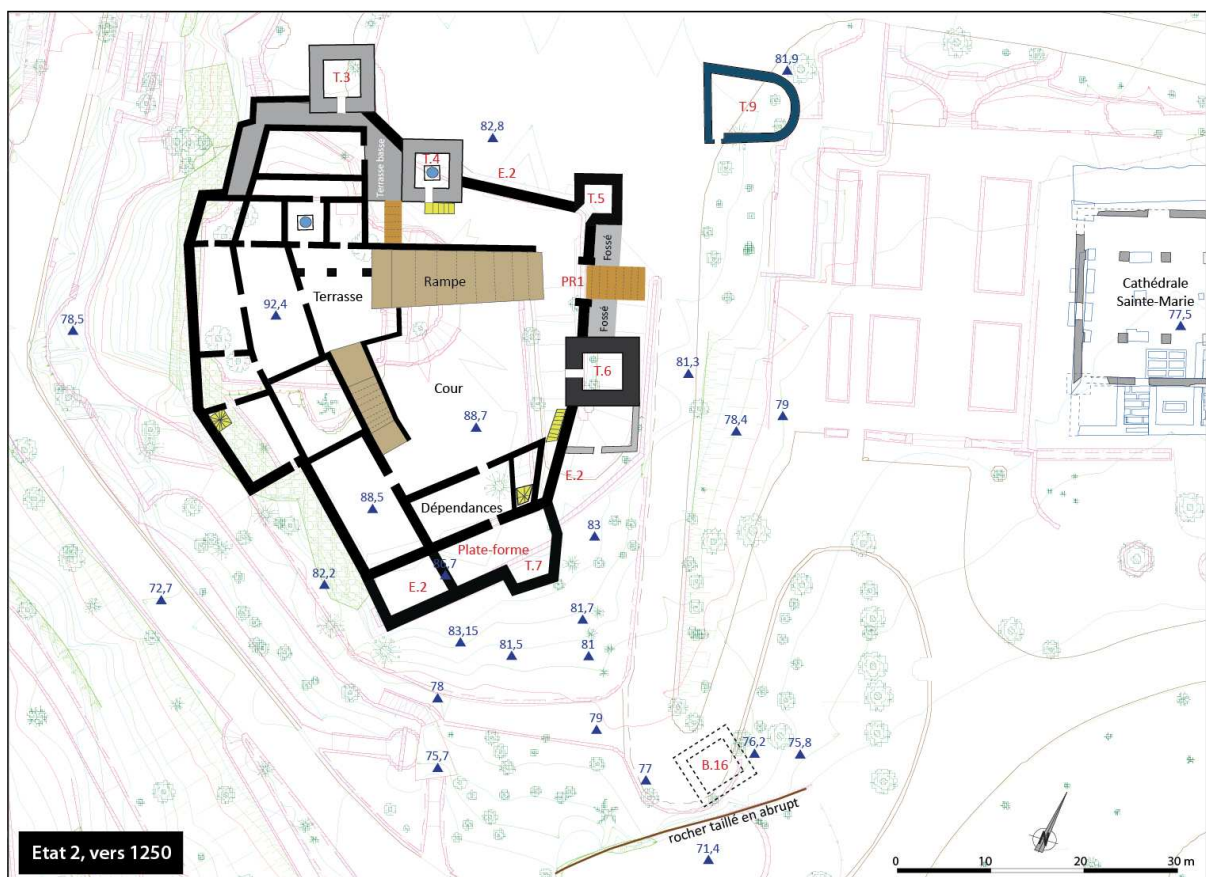 81,9
T.3
T.9
82,8
T.4
Terrasse basse
E.2
T.5
Fossé
Rampe
PR1
Cathédrale
Sainte-Marie
77,5
Terrasse
92,4
78,5
Fossé
T.6
81,3
Cour
88,7
79
78,4
E.2
88,5
Dépendances
83
Plate-forme
86,7
T.7
82,2
E.2
72,7
81,7
83,15
81,5
81
78
79
76,2
75,8
75,7
77
B.16
rocher taillé en abrupt
71,4
N
Etat 2, vers 1250
0 10 20 30 m